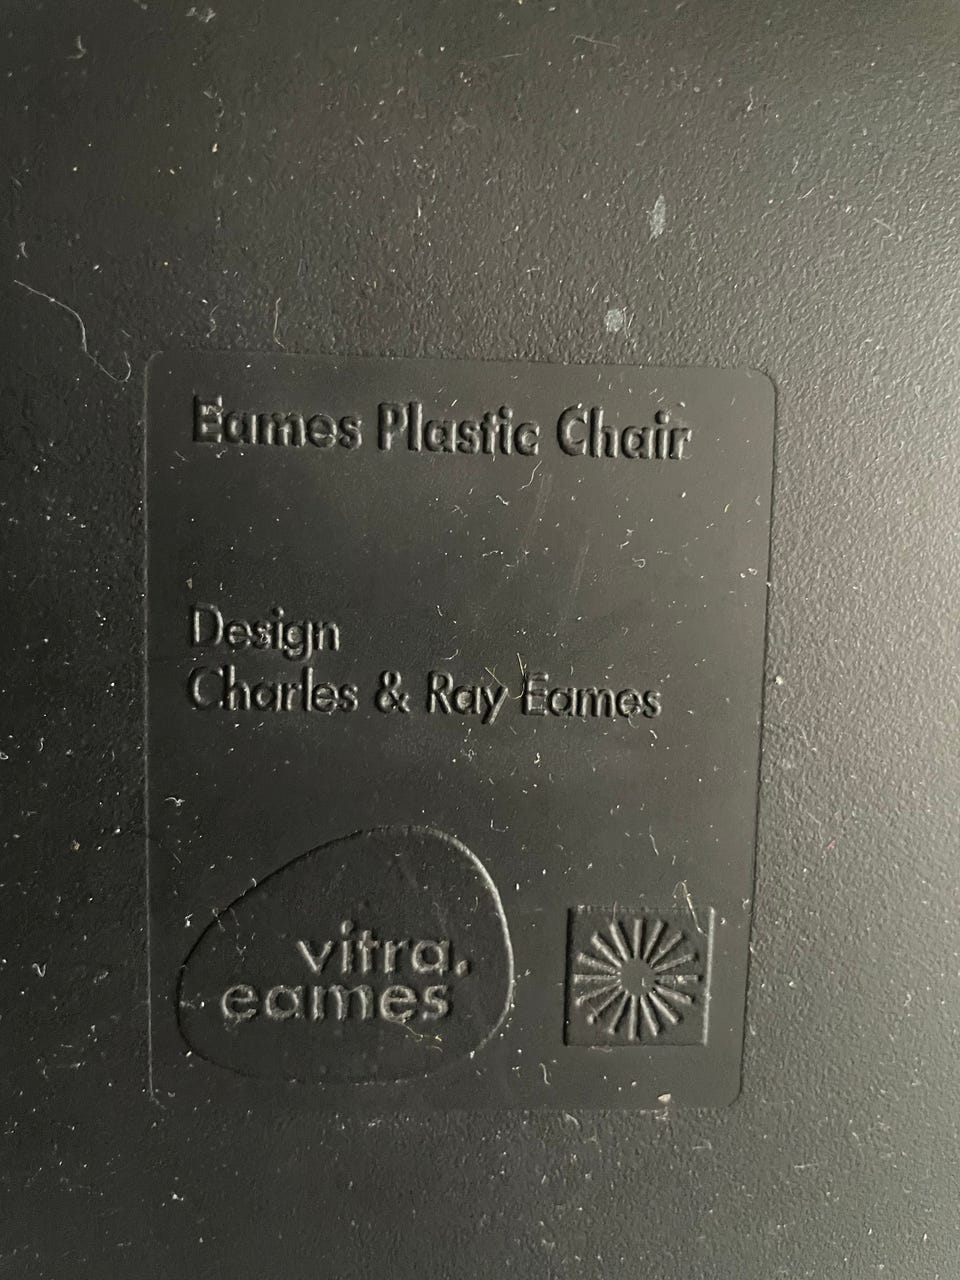 Eames Plastic Chair
Design
Charles & Ray Eames
vitra.
eames